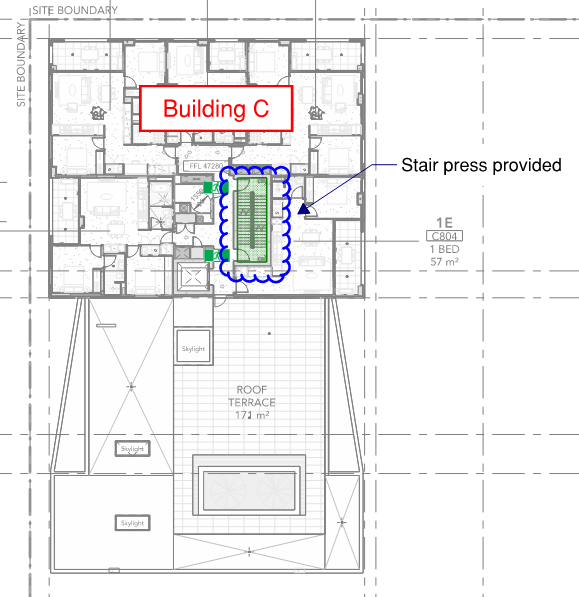 SITE BOUNDARY
SITE BOUNDARY
Building C
FFL 47280
Stair press provided
1E
C804
1 BED
57 m²
Skylight
ROOF
TERRACE
171 m²
Skylight
Skylight